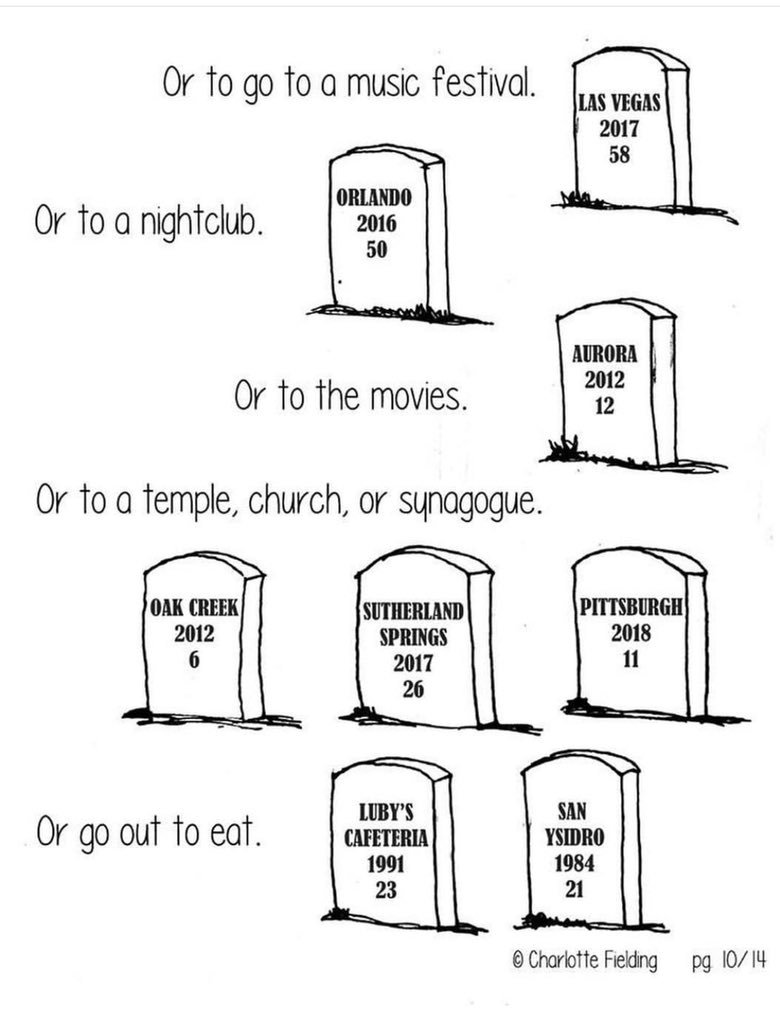 Or to go to a music festival.
LAS VEGAS
2017
58
Or to a nightclub.
ORLANDO
2016
50
Or to the movies.
AURORA
2012
12
Or to a temple, church, or synagogue.
OAK CREEK
2012
6
SUTHERLAND
SPRINGS
2017
26
PITTSBURGH
2018
11
Or go out to eat.
LUBY'S
CAFETERIA
1991
23
SAN
YSIDRO
1984
21
© Charlotte Fielding pg. 10/14